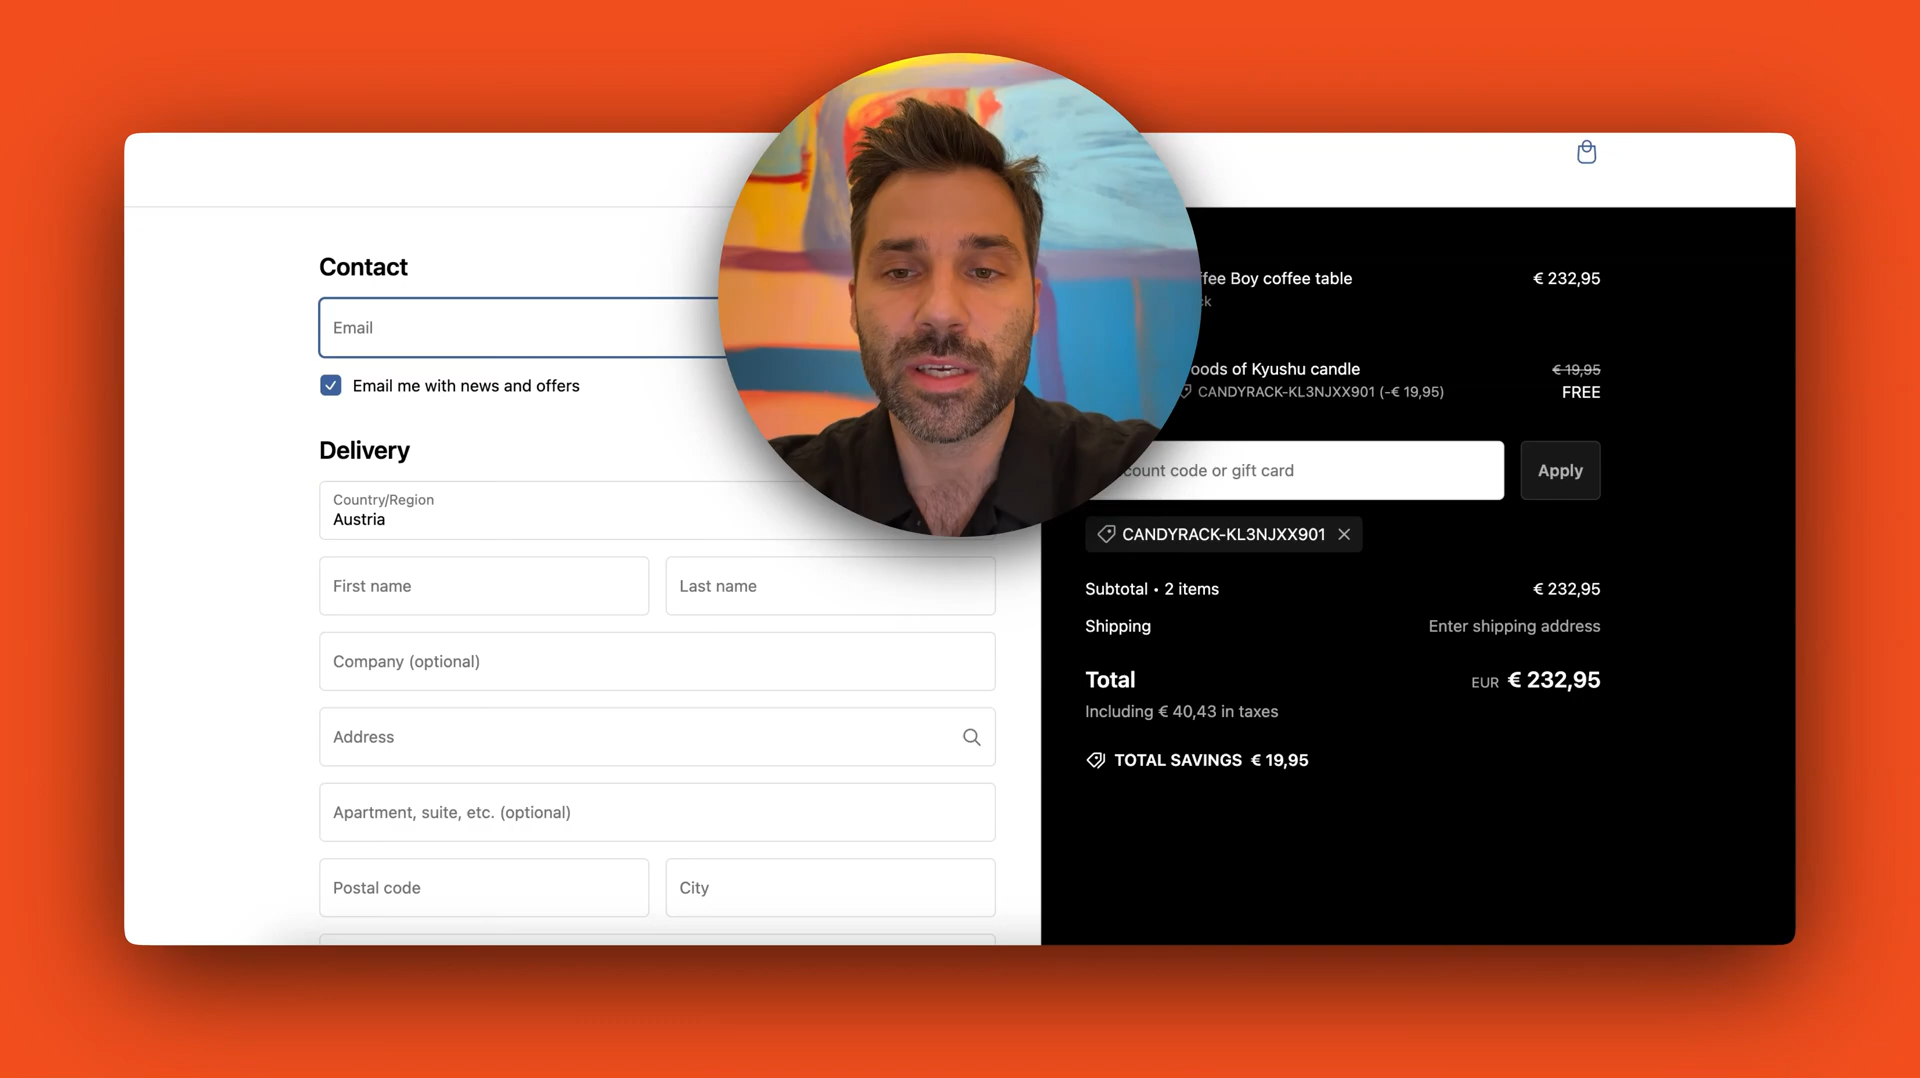 Contact
Email
Email me with news and offers
Delivery
Country/Region
Austria
First name
Last name
Company (optional)
Address
Apartment, suite, etc. (optional)
Postal code
City
Boy coffee table
€ 232,95
of Kyushu candle
€ 19,95
CANDYRACK-KL3NJXX901 (-€ 19,95)
FREE
code or gift card
Apply
CANDYRACK-KL3NJXX901
Subtotal • 2 items
€ 232,95
Shipping
Enter shipping address
Total
EUR € 232,95
Including € 40,43 in taxes
TOTAL SAVINGS € 19,95